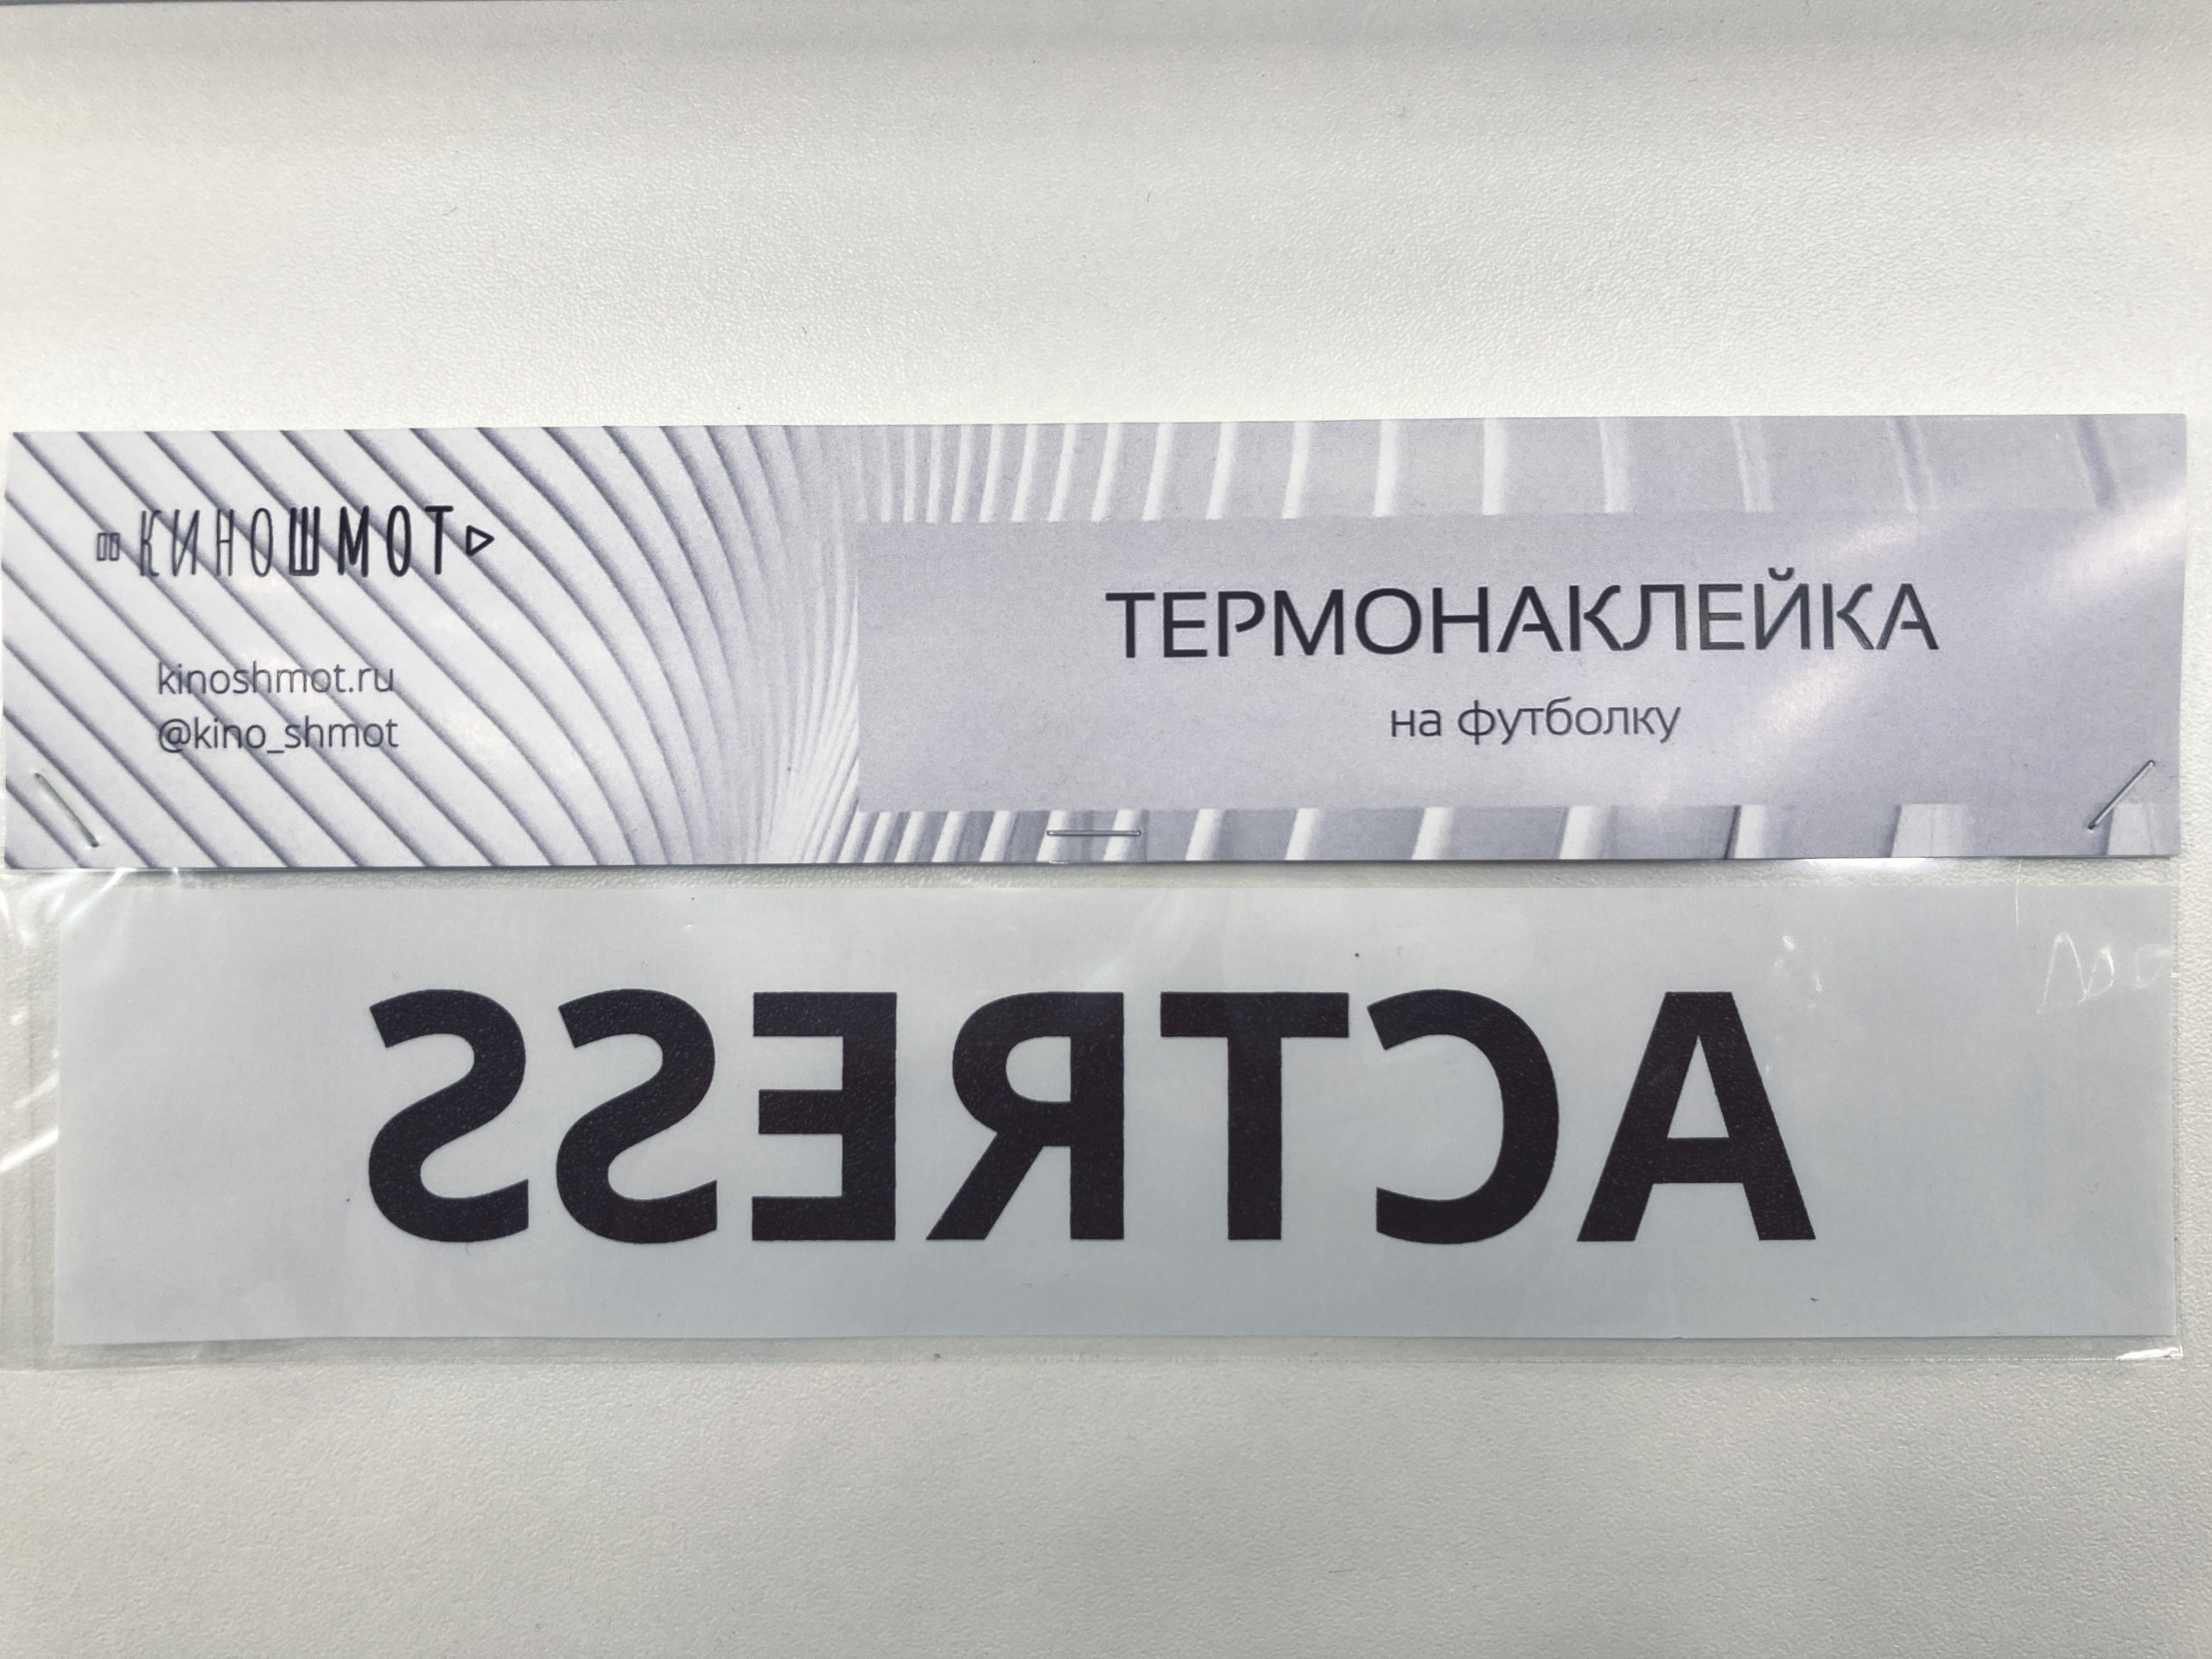 КИНОШМОТ
kinoshmot.ru
@kino_shmot
ТЕРМОНАКЛЕЙКА
на футболку
ACTRESS